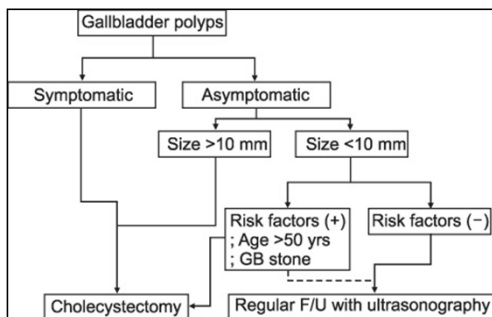 Gallbladder polyps
Symptomatic
Asymptomatic
Size >10 mm
Size <10 mm
Risk factors (+)
; Age >50 yrs
; GB stone
Risk factors (−)
Cholecystectomy
Regular F/U with ultrasonography